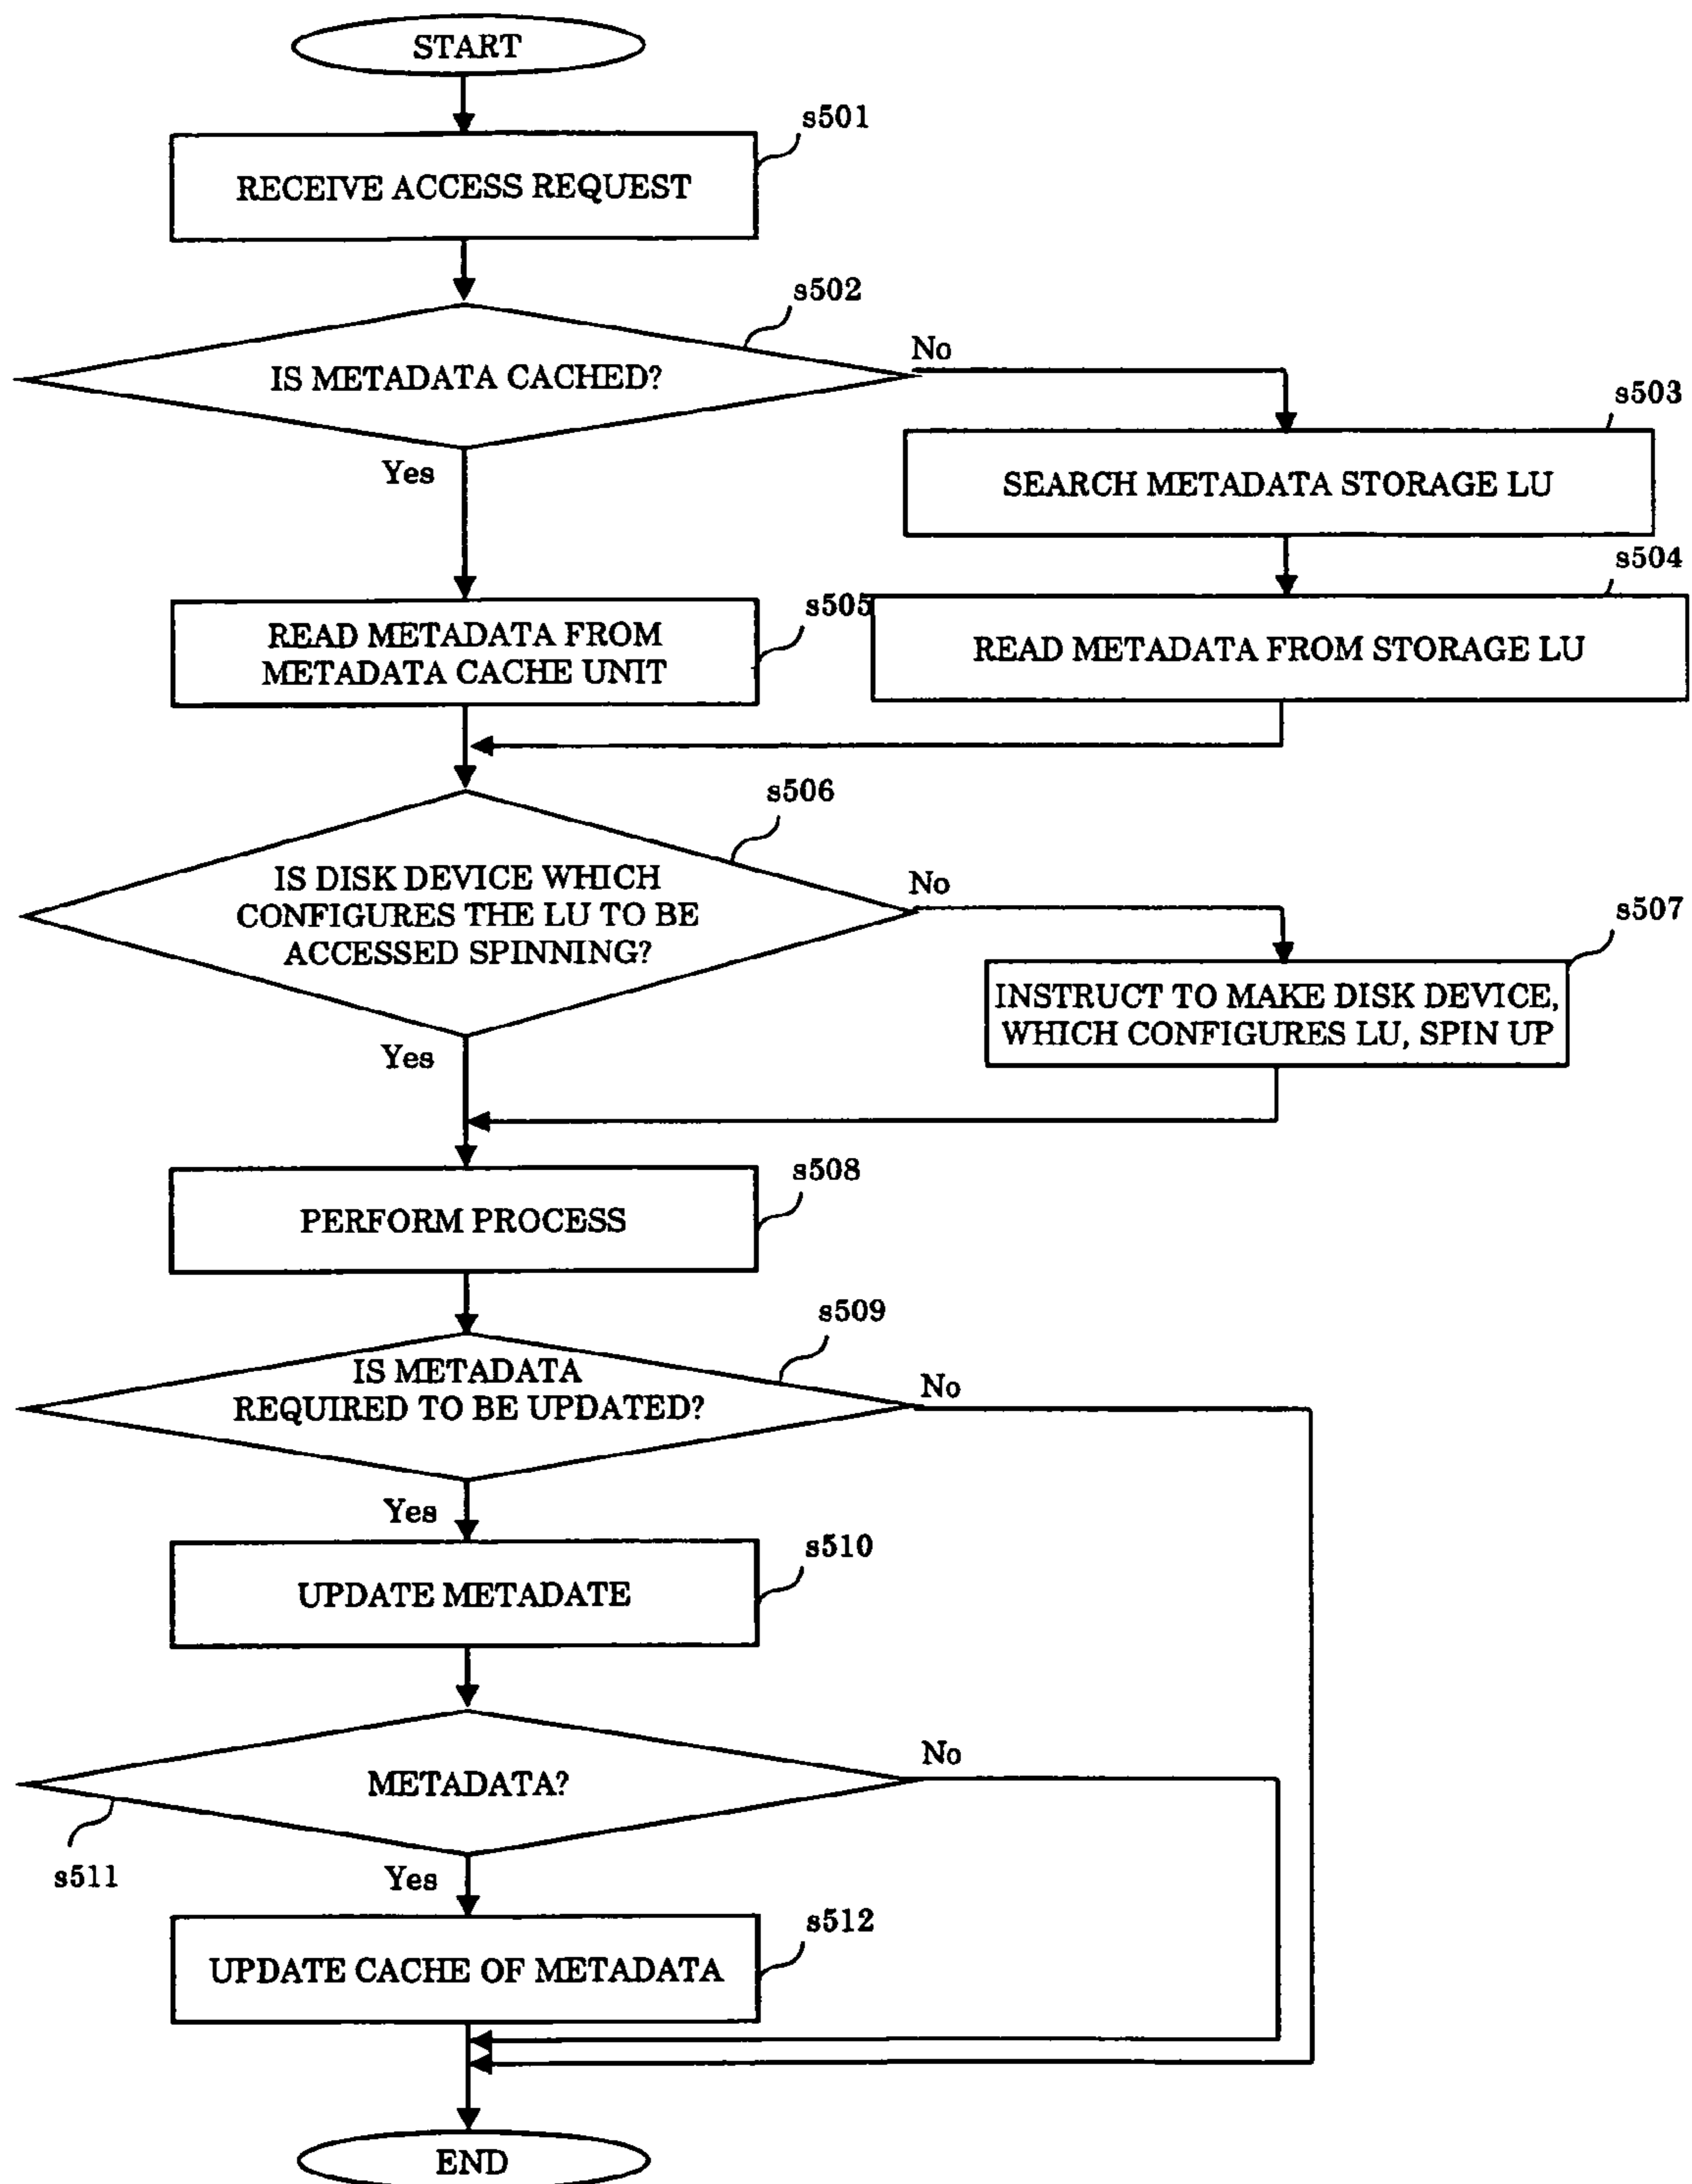 START
s501
RECEIVE ACCESS REQUEST
s502
IS METADATA CACHED?
No
Yes
s503
SEARCH METADATA STORAGE LU
s504
READ METADATA FROM STORAGE LU
s505
READ METADATA FROM
METADATA CACHE UNIT
s506
IS DISK DEVICE WHICH
CONFIGURES THE LU TO BE
ACCESSED SPINNING?
No
Yes
s507
INSTRUCT TO MAKE DISK DEVICE,
WHICH CONFIGURES LU, SPIN UP
s508
PERFORM PROCESS
s509
IS METADATA
REQUIRED TO BE UPDATED?
No
Yes
s510
UPDATE METADATE
METADATA?
No
s511
Yes
s512
UPDATE CACHE OF METADATA
END